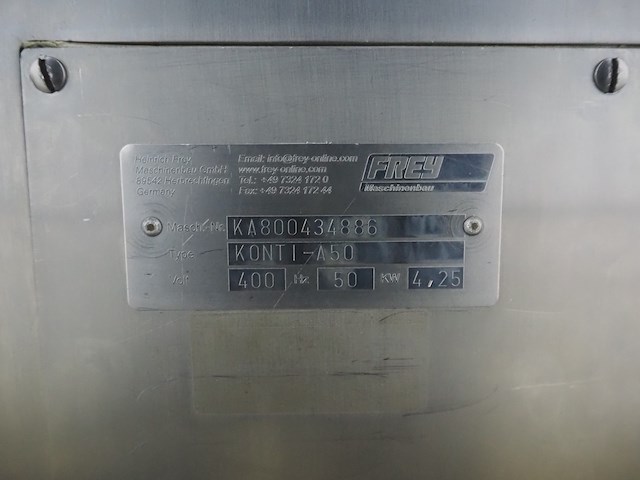 Heinrich Frey
Maschinenbau GmbH
89542 Herbrechtingen
Germany
Email: info@frey-online.com
www.frey-online.com
Tel.: +49 7324 172 0
Fax: +49 7324 172 44
FREY
Maschinenbau
Masch.-No. KA800434886
Type KONTI-A50
Volt 400 Hz 50 KW 4,25